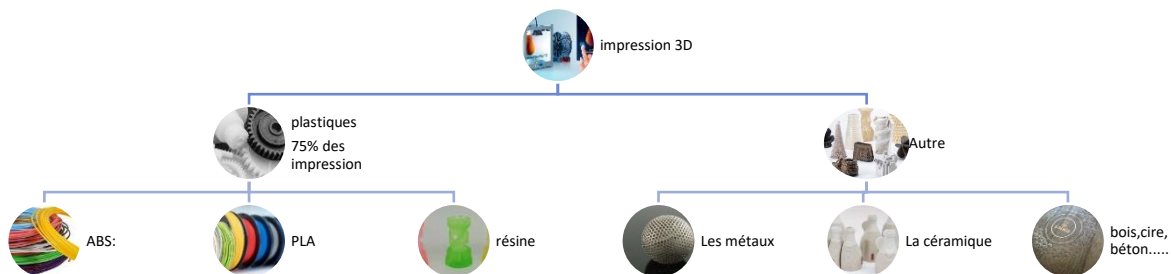 impression 3D
plastiques
75% des
impression
Autre
ABS:
PLA
résine
Les métaux
La céramique
bois,cire,
béton.....